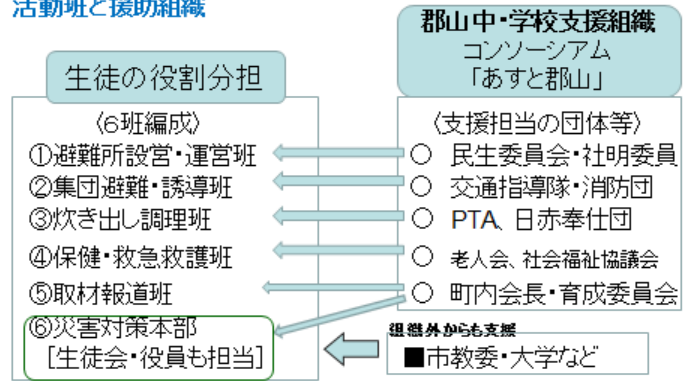 活動班と援助組織
郡山中・学校支援組織
コンソーシアム
「あすと郡山」
生徒の役割分担
〈6班編成〉
①避難所設営・運営班
②集団避難・誘導班
③炊き出し調理班
④保健・救急救護班
⑤取材報道班
⑥災害対策本部
[生徒会・役員も担当]
〈支援担当の団体等〉
○ 民生委員会・社明委員
○ 交通指導隊・消防団
○ PTA、日赤奉仕団
○ 老人会、社会福祉協議会
○ 町内会長・育成委員会
組織外からも支援
■市教委・大学など